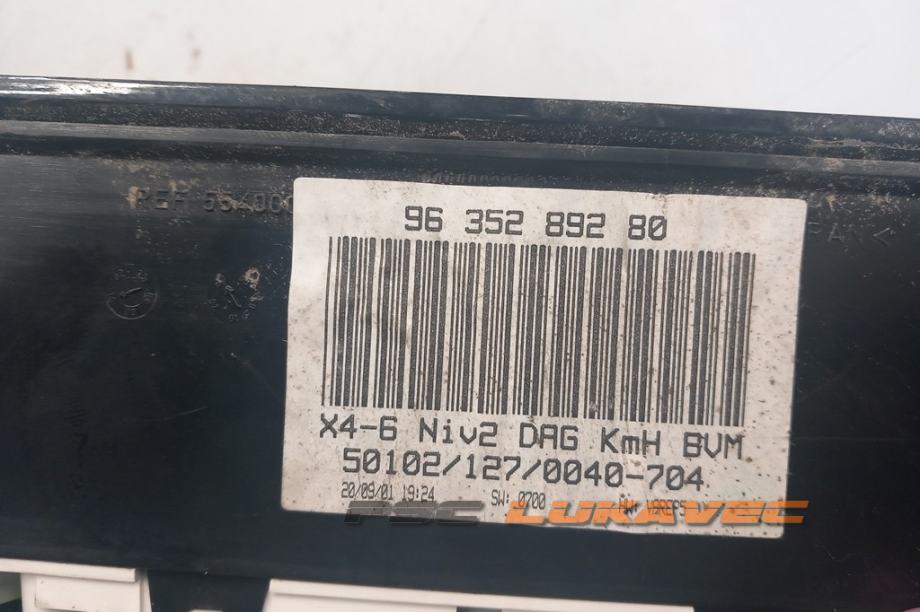 96 352 892 80
REF
X4-6 Niv2 DAG KmH BVM
50102/127/0040-704
20/09/01 19:24 SW: 0700 HW:
PSC LUKAVEC